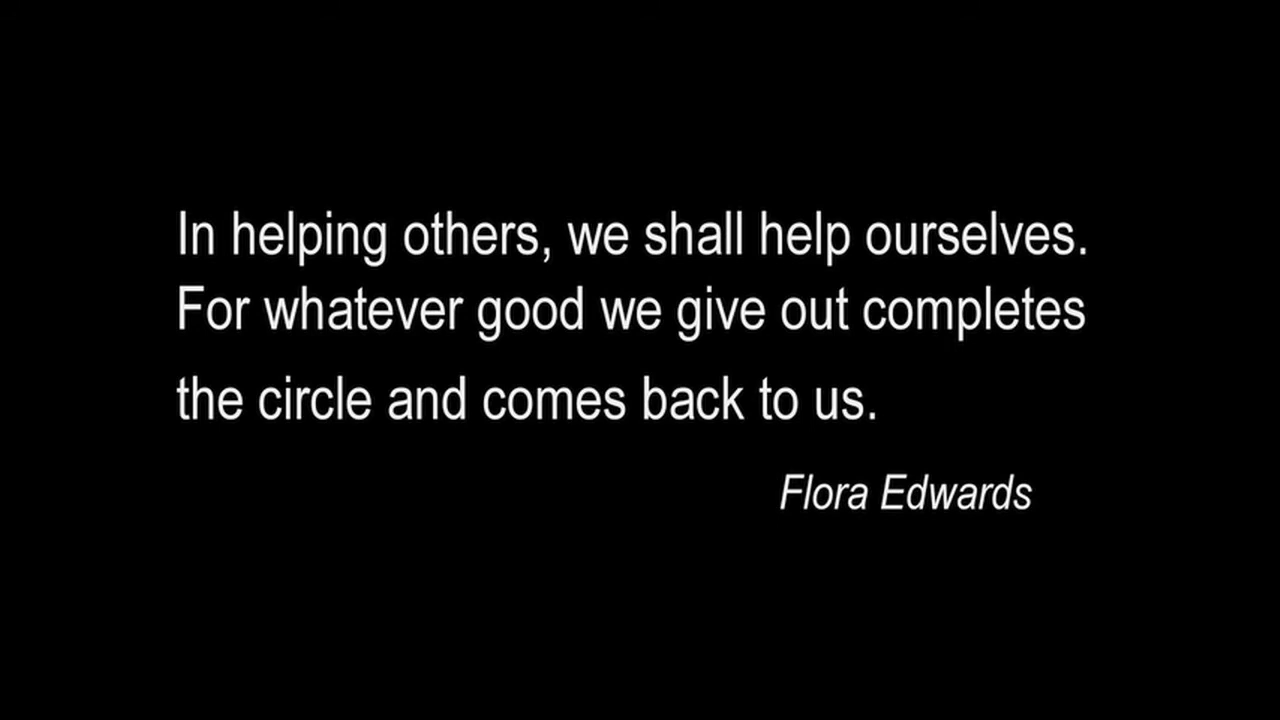 In helping others, we shall help ourselves.
For whatever good we give out completes
the circle and comes back to us.
Flora Edwards